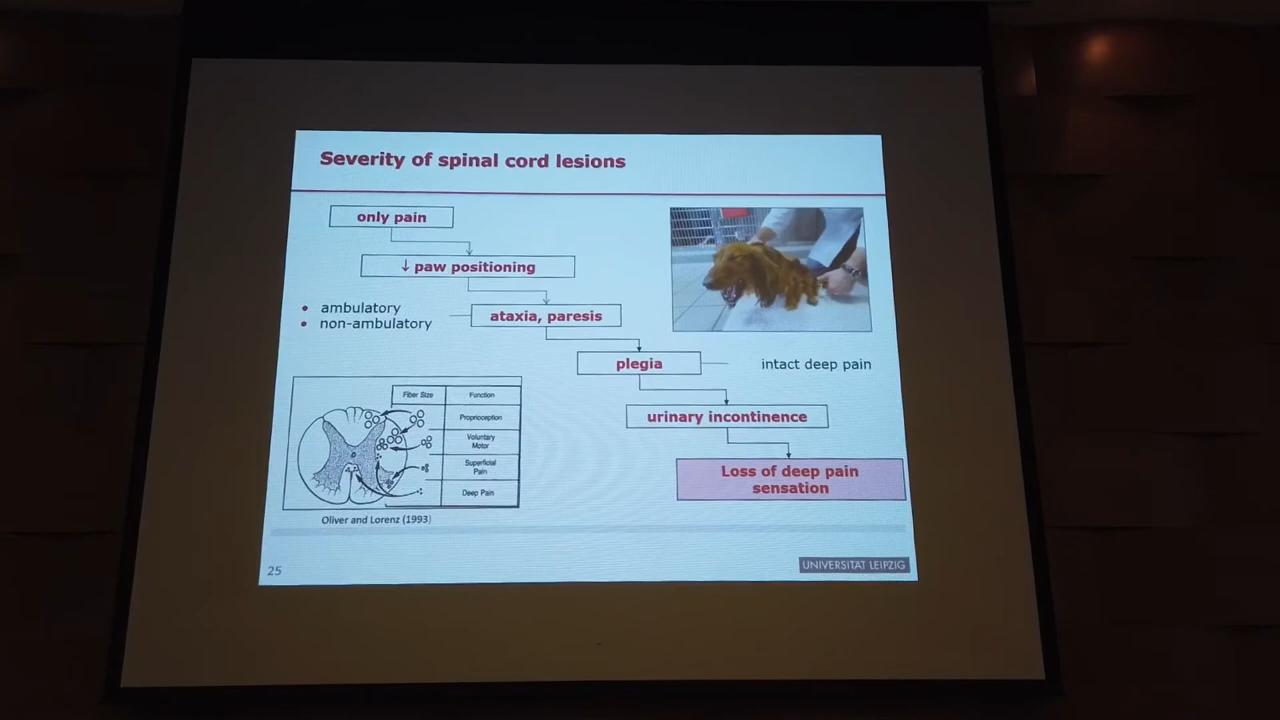 Severity of spinal cord lesions
only pain
↓ paw positioning
• ambulatory
• non-ambulatory
ataxia, paresis
plegia
intact deep pain
urinary incontinence
Loss of deep pain
sensation
Fiber Size
Function
Proprioception
Voluntary
Motor
Superficial
Pain
Deep Pain
Oliver and Lorenz (1993)
25
UNIVERSITÄT LEIPZIG